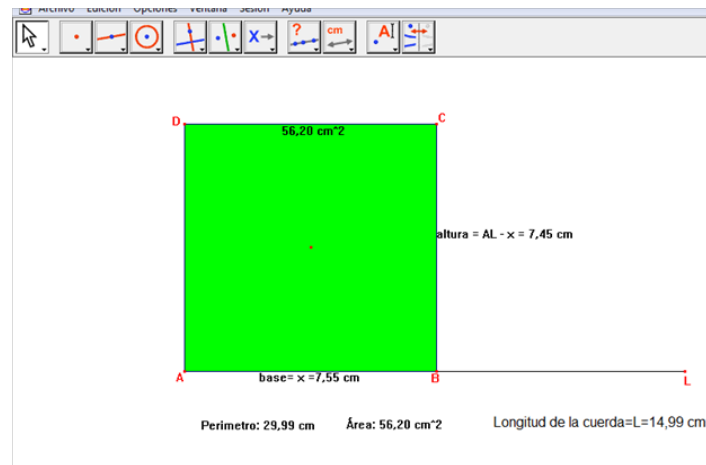 Archivo Edición Opciones Ventana Sesión Ayuda
? cm A
D C
56,20 cm^2
altura = AL - x = 7,45 cm
A base= x =7,55 cm B L
Perimetro: 29,99 cm Área: 56,20 cm^2 Longitud de la cuerda=L=14,99 cm